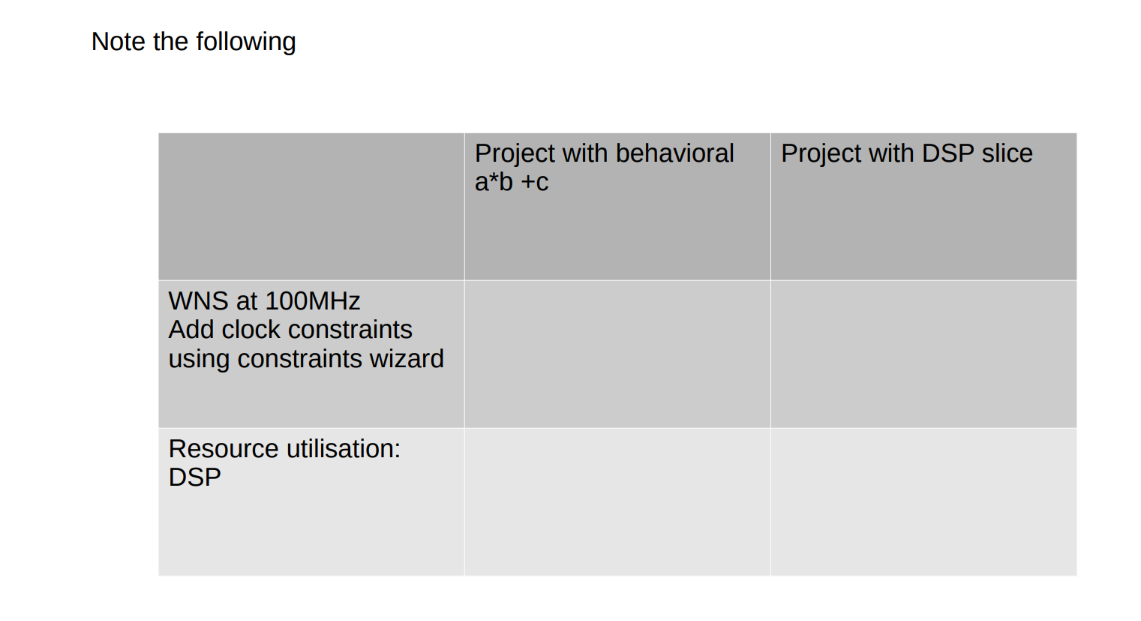 Note the following
Project with behavioral
a*b +c
Project with DSP slice
WNS at 100MHz
Add clock constraints
using constraints wizard
Resource utilisation:
DSP